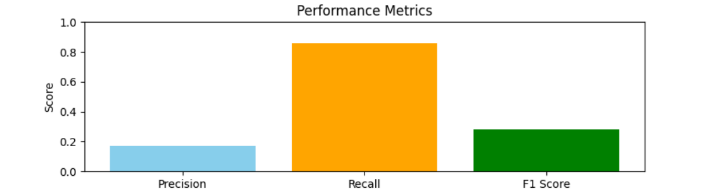 Performance Metrics
1.0
0.8
0.6
0.4
0.2
0.0
Score
Precision
Recall
F1 Score